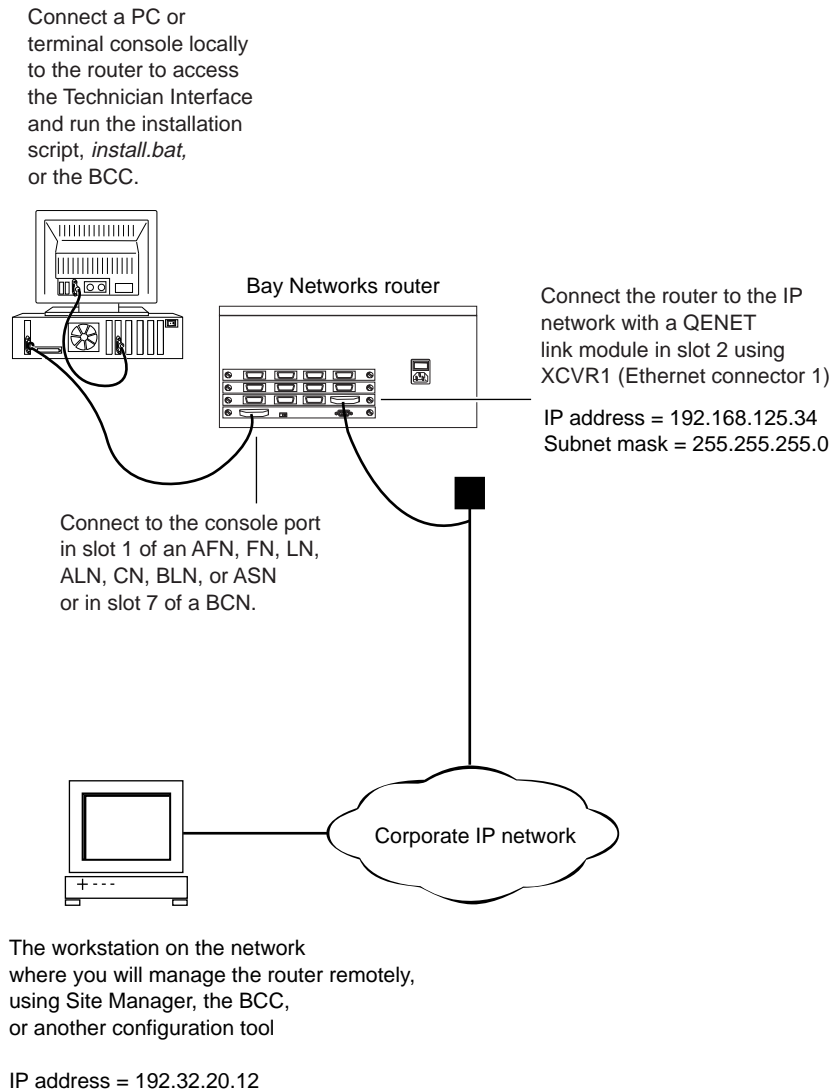 Connect a PC or
terminal console locally
to the router to access
the Technician Interface
and run the installation
script, install.bat,
or the BCC.
Bay Networks router
Connect the router to the IP
network with a QENET
link module in slot 2 using
XCVR1 (Ethernet connector 1)
IP address = 192.168.125.34
Subnet mask = 255.255.255.0
Connect to the console port
in slot 1 of an AFN, FN, LN,
ALN, CN, BLN, or ASN
or in slot 7 of a BCN.
Corporate IP network
The workstation on the network
where you will manage the router remotely,
using Site Manager, the BCC,
or another configuration tool
IP address = 192.32.20.12